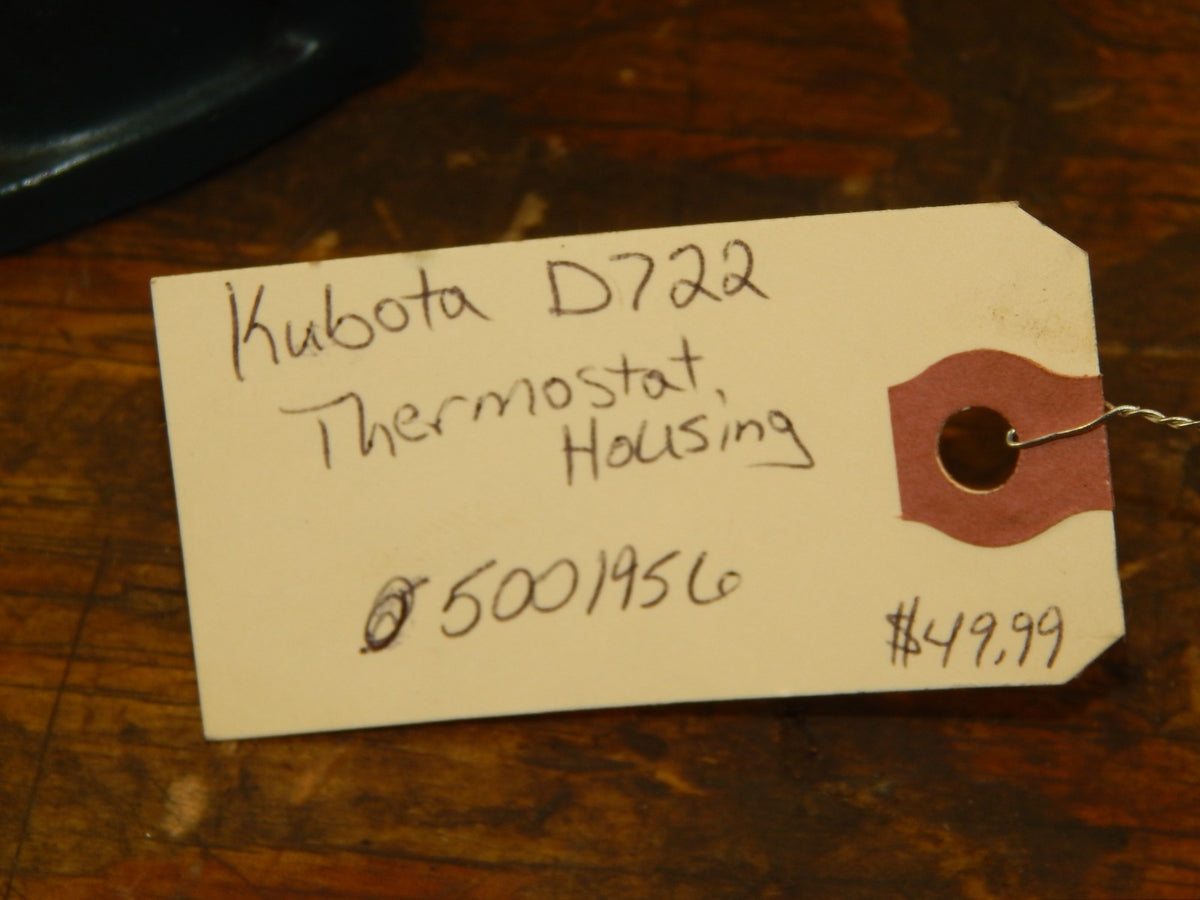 Kubota D722
Thermostat,
Housing
05001956
$49.99